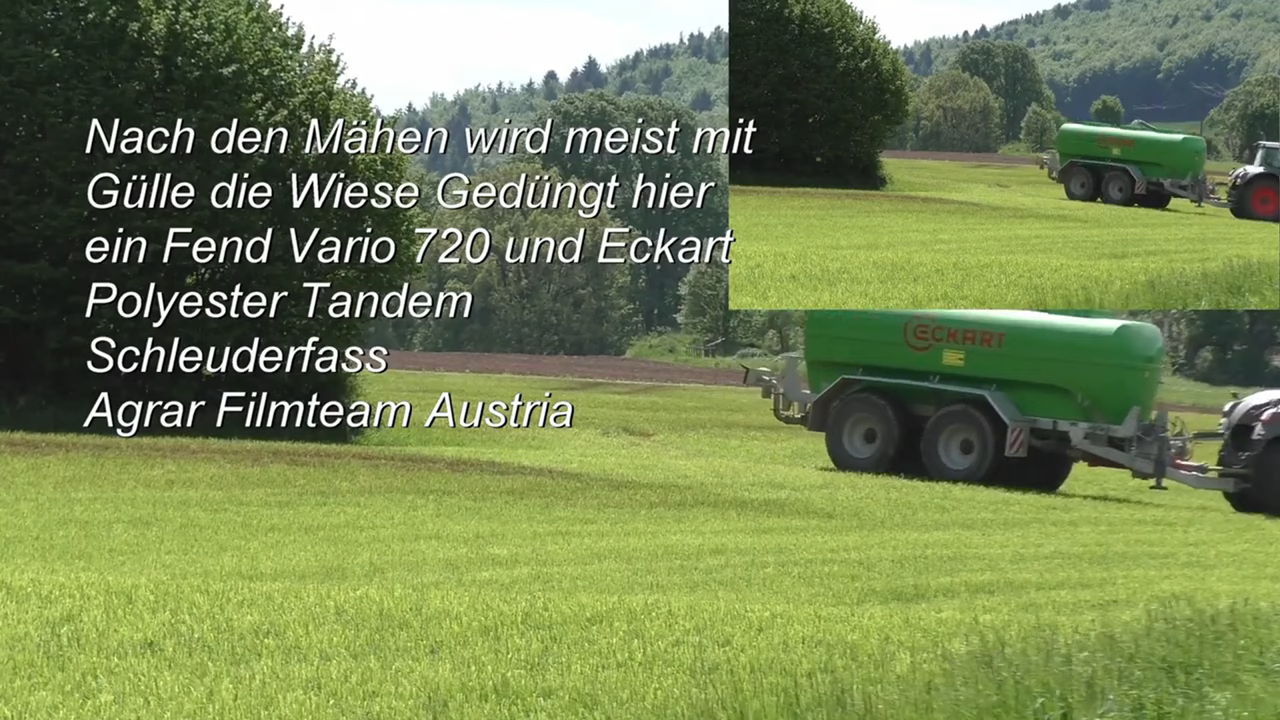 Nach den Mähen wird meist mit
Gülle die Wiese Gedüngt hier
ein Fend Vario 720 und Eckart
Polyester Tandem
Schleuderfass
Agrar Filmteam Austria
ECKART